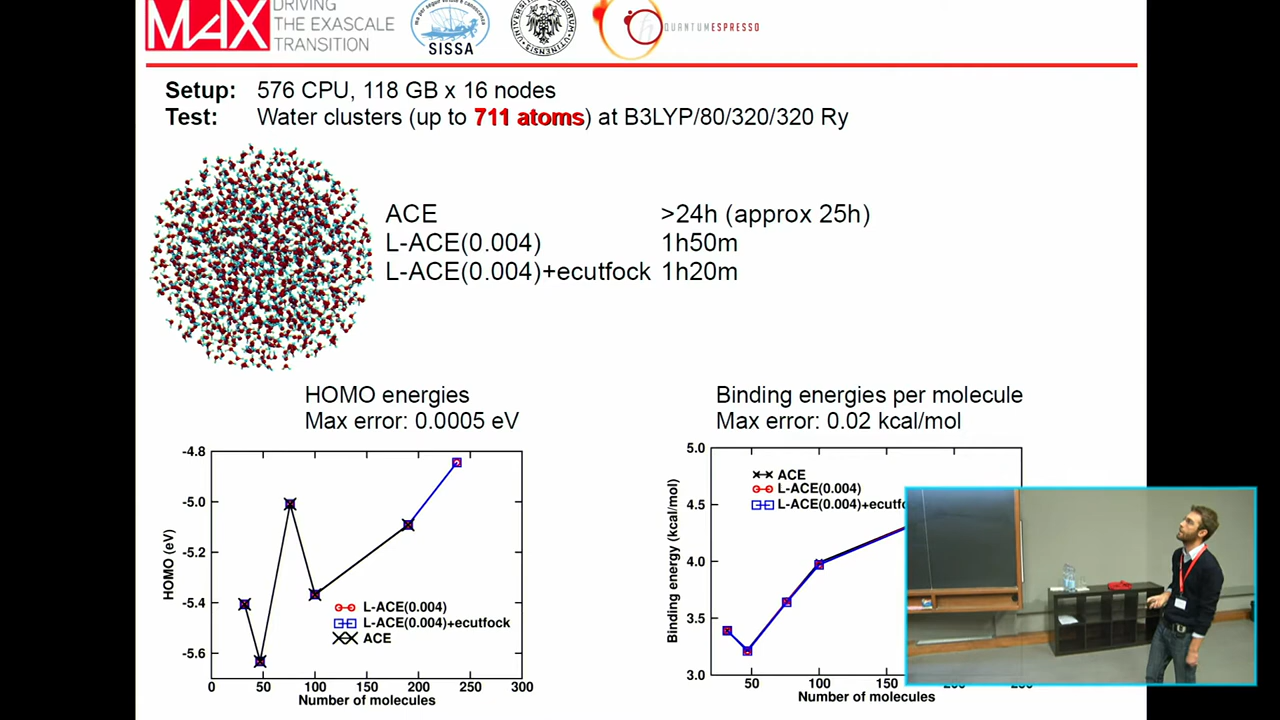 MAX
DRIVING
THE EXASCALE
TRANSITION
SISSA
QUANTUMESPRESSO
Setup: 576 CPU, 118 GB x 16 nodes
Test: Water clusters (up to 711 atoms) at B3LYP/80/320/320 Ry
ACE >24h (approx 25h)
L-ACE(0.004) 1h50m
L-ACE(0.004)+ecutfock 1h20m
HOMO energies
Max error: 0.0005 eV
-4.8
-5.0
-5.2
-5.4
-5.6
HOMO (eV)
L-ACE(0.004)
L-ACE(0.004)+ecutfock
ACE
0 50 100 150 200 250 300
Number of molecules
Binding energies per molecule
Max error: 0.02 kcal/mol
5.0
4.5
4.0
3.5
3.0
Binding energy (kcal/mol)
ACE
L-ACE(0.004)
L-ACE(0.004)+ecutfo
50 100 150
Number of molecules